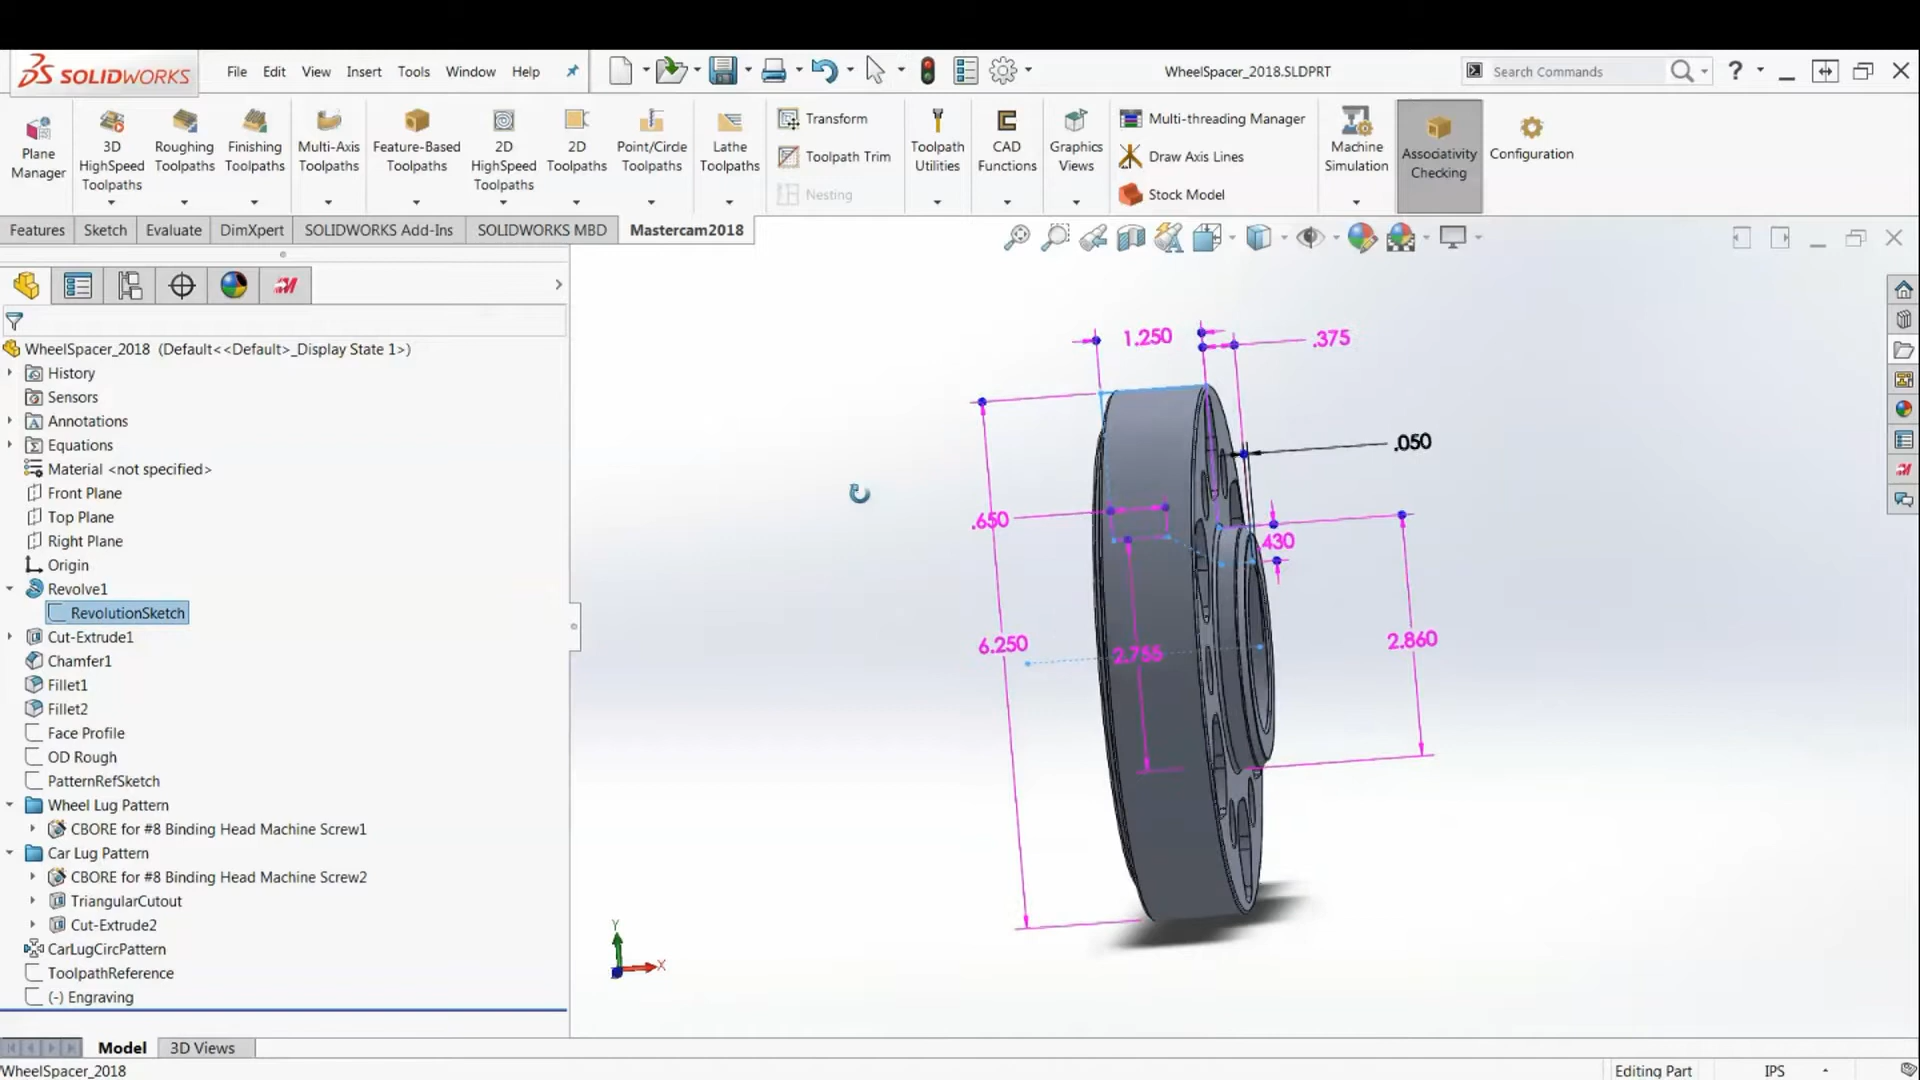 SOLIDWORKS File Edit View Insert Tools Window Help WheelSpacer_2018.SLDPRT Search Commands ?
Plane Manager
3D HighSpeed Toolpaths
Roughing Toolpaths
Finishing Toolpaths
Multi-Axis Toolpaths
Feature-Based Toolpaths
2D HighSpeed Toolpaths
2D Toolpaths
Point/Circle Toolpaths
Lathe Toolpaths
Transform
Toolpath Trim
Nesting
Toolpath Utilities
CAD Functions
Graphics Views
Multi-threading Manager
Draw Axis Lines
Stock Model
Machine Simulation
Associativity Checking
Configuration
Features Sketch Evaluate DimXpert SOLIDWORKS Add-Ins SOLIDWORKS MBD Mastercam2018
WheelSpacer_2018 (Default<<Default>_Display State 1>)
History
Sensors
Annotations
Equations
Material <not specified>
Front Plane
Top Plane
Right Plane
Origin
Revolve1
RevolutionSketch
Cut-Extrude1
Chamfer1
Fillet1
Fillet2
Face Profile
OD Rough
PatternRefSketch
Wheel Lug Pattern
CBORE for #8 Binding Head Machine Screw1
Car Lug Pattern
CBORE for #8 Binding Head Machine Screw2
TriangularCutout
Cut-Extrude2
CarLugCircPattern
ToolpathReference
(-) Engraving
1.250
.375
.050
.650
.430
6.250
2.755
2.860
Y
X
Model 3D Views
WheelSpacer_2018 Editing Part IPS